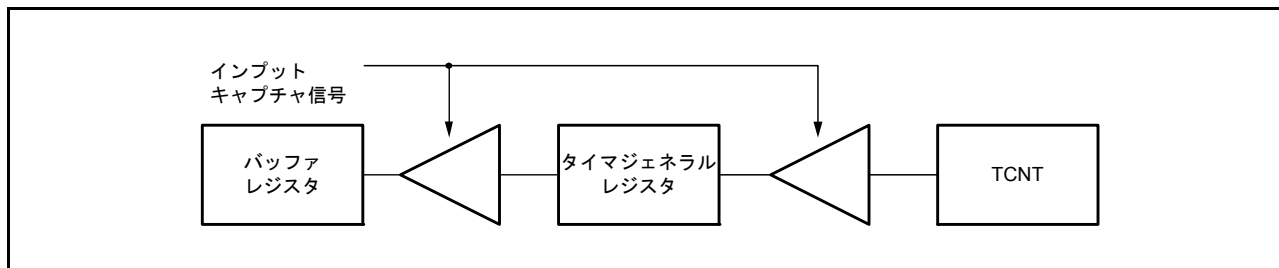 インプット
キャプチャ信号
バッファ
レジスタ
タイマジェネラル
レジスタ
TCNT